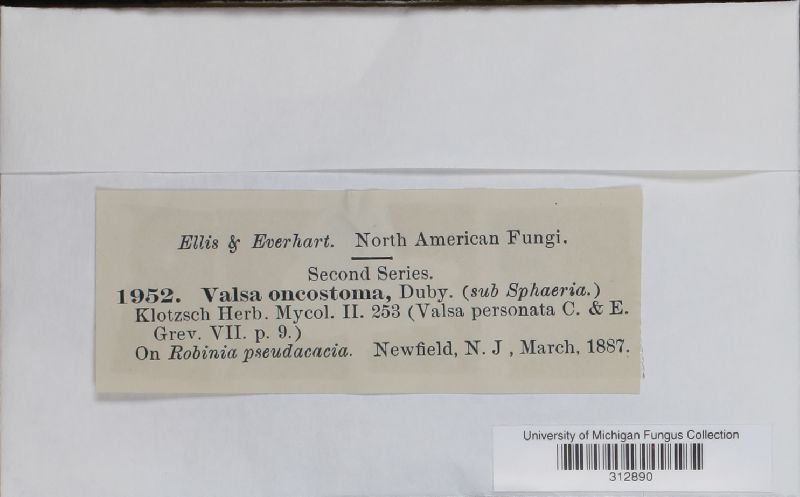 Ellis & Everhart. North American Fungi.
Second Series.
1952. Valsa oncostoma, Duby. (sub Sphaeria.)
Klotzsch Herb. Mycol. II. 253 (Valsa personata C. & E.
Grev. VII. p. 9.)
On Robinia pseudacacia. Newfield, N. J , March, 1887.
University of Michigan Fungus Collection
312890